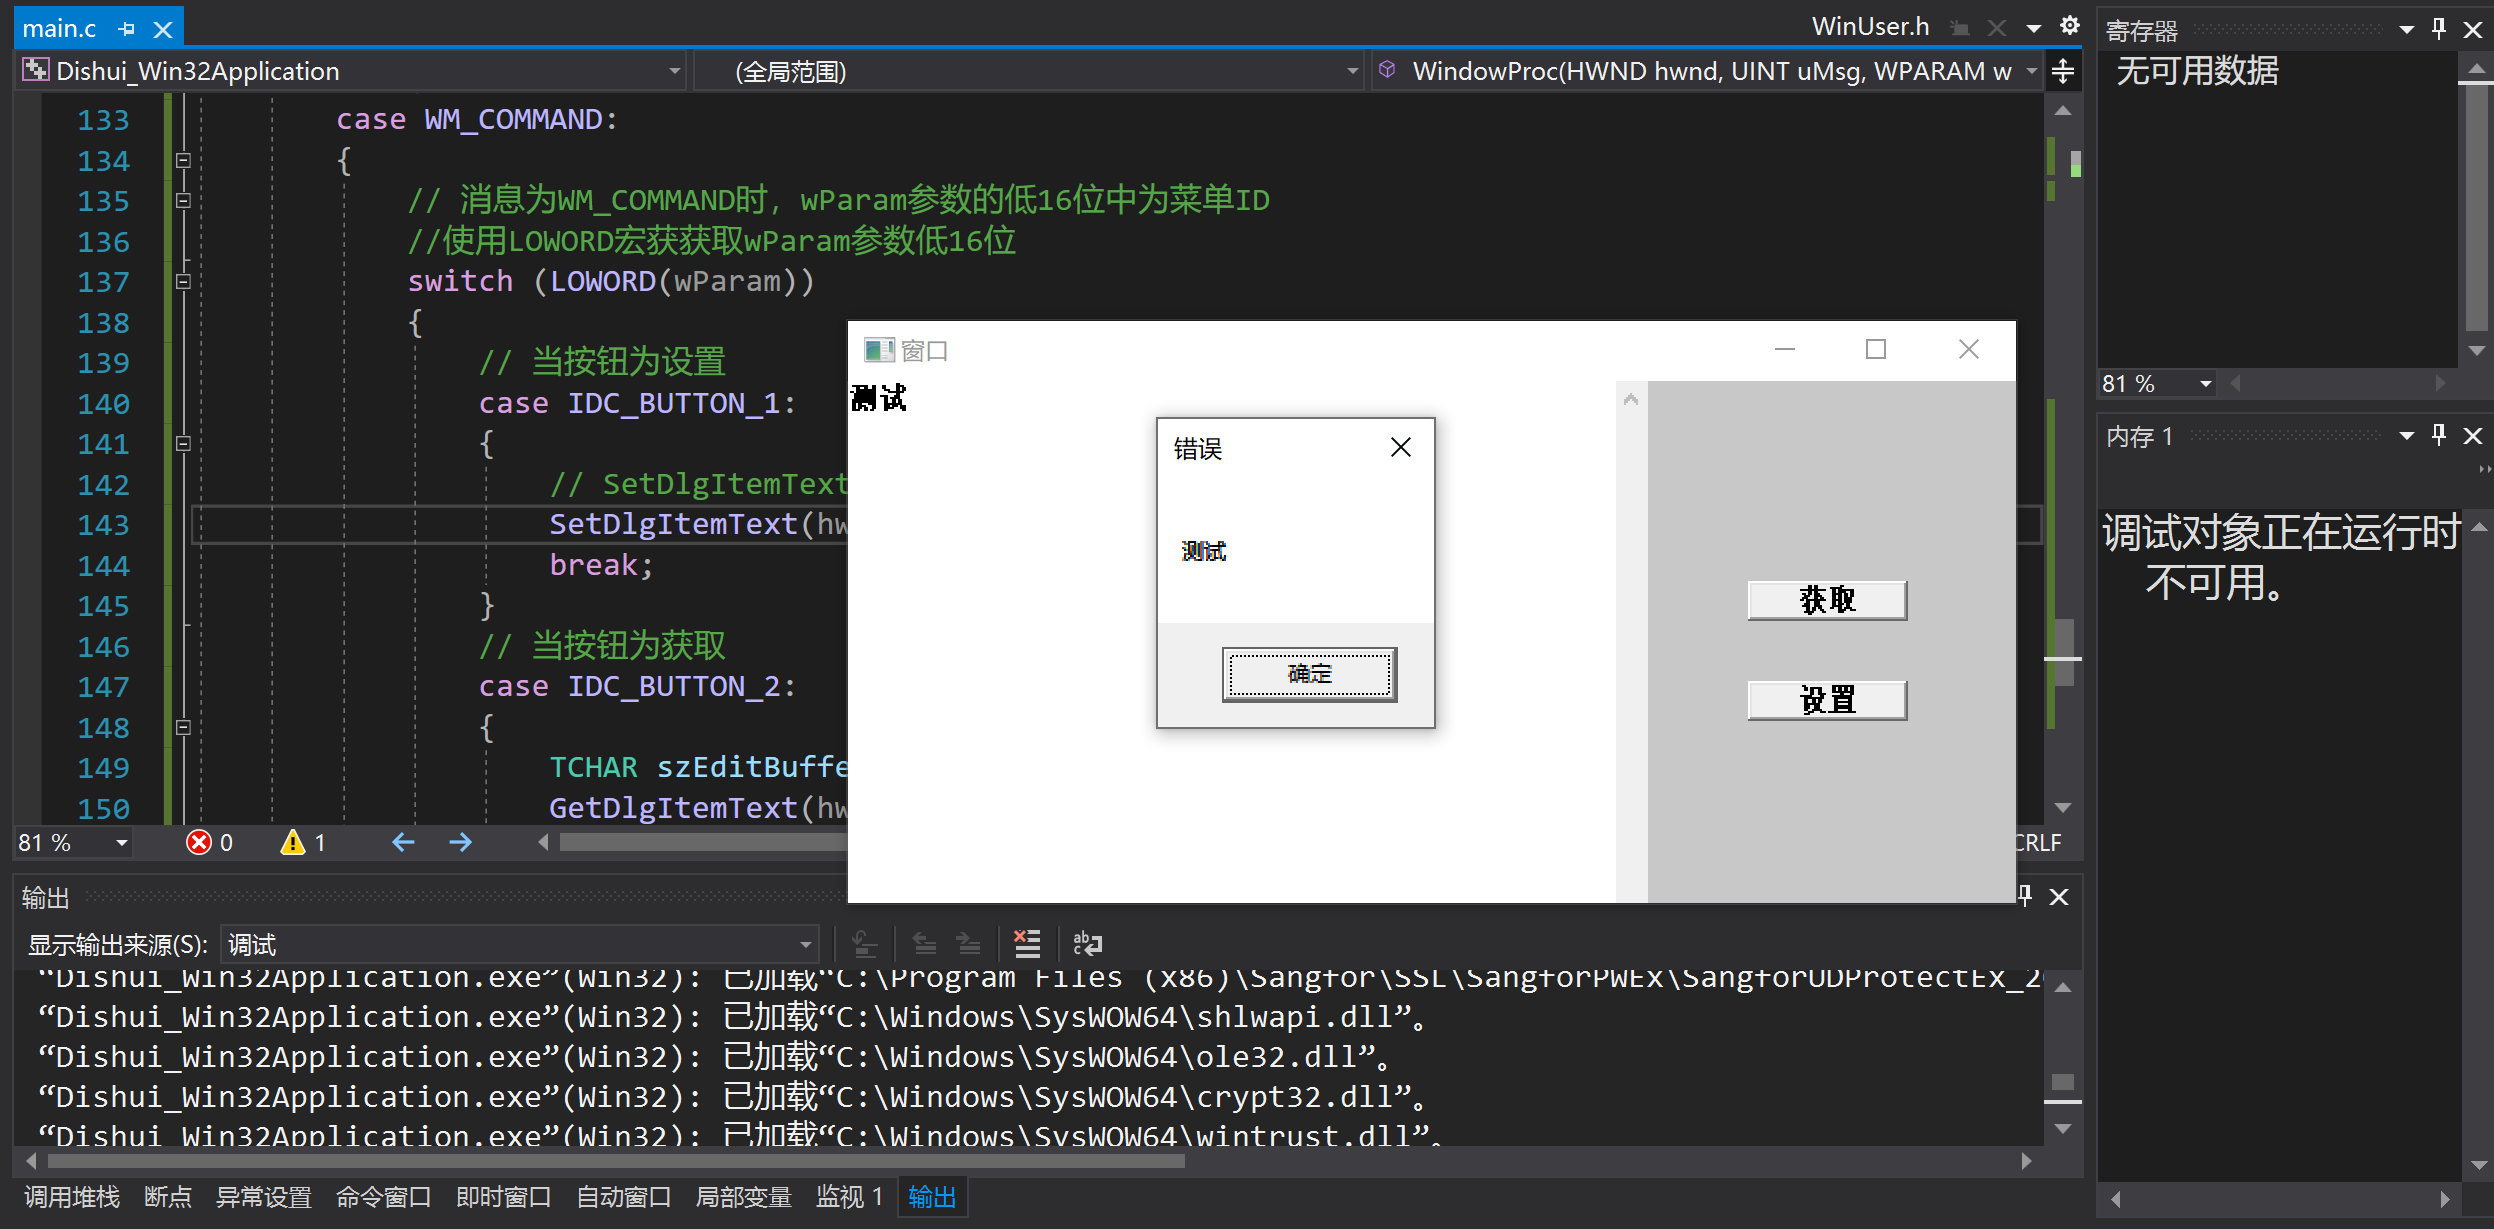 main.c
WinUser.h
Dishui_Win32Application
(全局范围)
WindowProc(HWND hwnd, UINT uMsg, WPARAM w
133 case WM_COMMAND:
134 {
135 // 消息为WM_COMMAND时，wParam参数的低16位中为菜单ID
136 //使用LOWORD宏获获取wParam参数低16位
137 switch (LOWORD(wParam))
138 {
139 // 当按钮为设置
140 case IDC_BUTTON_1:
141 {
142 // SetDlgItemText
143 SetDlgItemText(hw
144 break;
145 }
146 // 当按钮为获取
147 case IDC_BUTTON_2:
148 {
149 TCHAR szEditBuffe
150 GetDlgItemText(hw
81 %
0
1
CRLF
窗口
测试
错误
测试
确定
获取
设置
输出
显示输出来源(S):
调试
“Dishui_Win32Application.exe”(Win32): 已加载“C:\Program Files (x86)\Sangfor\SSL\SangforPWEx\SangforUDProtectEx_2
“Dishui_Win32Application.exe”(Win32): 已加载“C:\Windows\SysWOW64\shlwapi.dll”。
“Dishui_Win32Application.exe”(Win32): 已加载“C:\Windows\SysWOW64\ole32.dll”。
“Dishui_Win32Application.exe”(Win32): 已加载“C:\Windows\SysWOW64\crypt32.dll”。
“Dishui_Win32Application.exe”(Win32): 已加载“C:\Windows\SysWOW64\wintrust.dll”。
调用堆栈 断点 异常设置 命令窗口 即时窗口 自动窗口 局部变量 监视 1 输出
寄存器
无可用数据
81 %
内存 1
调试对象正在运行时
不可用。